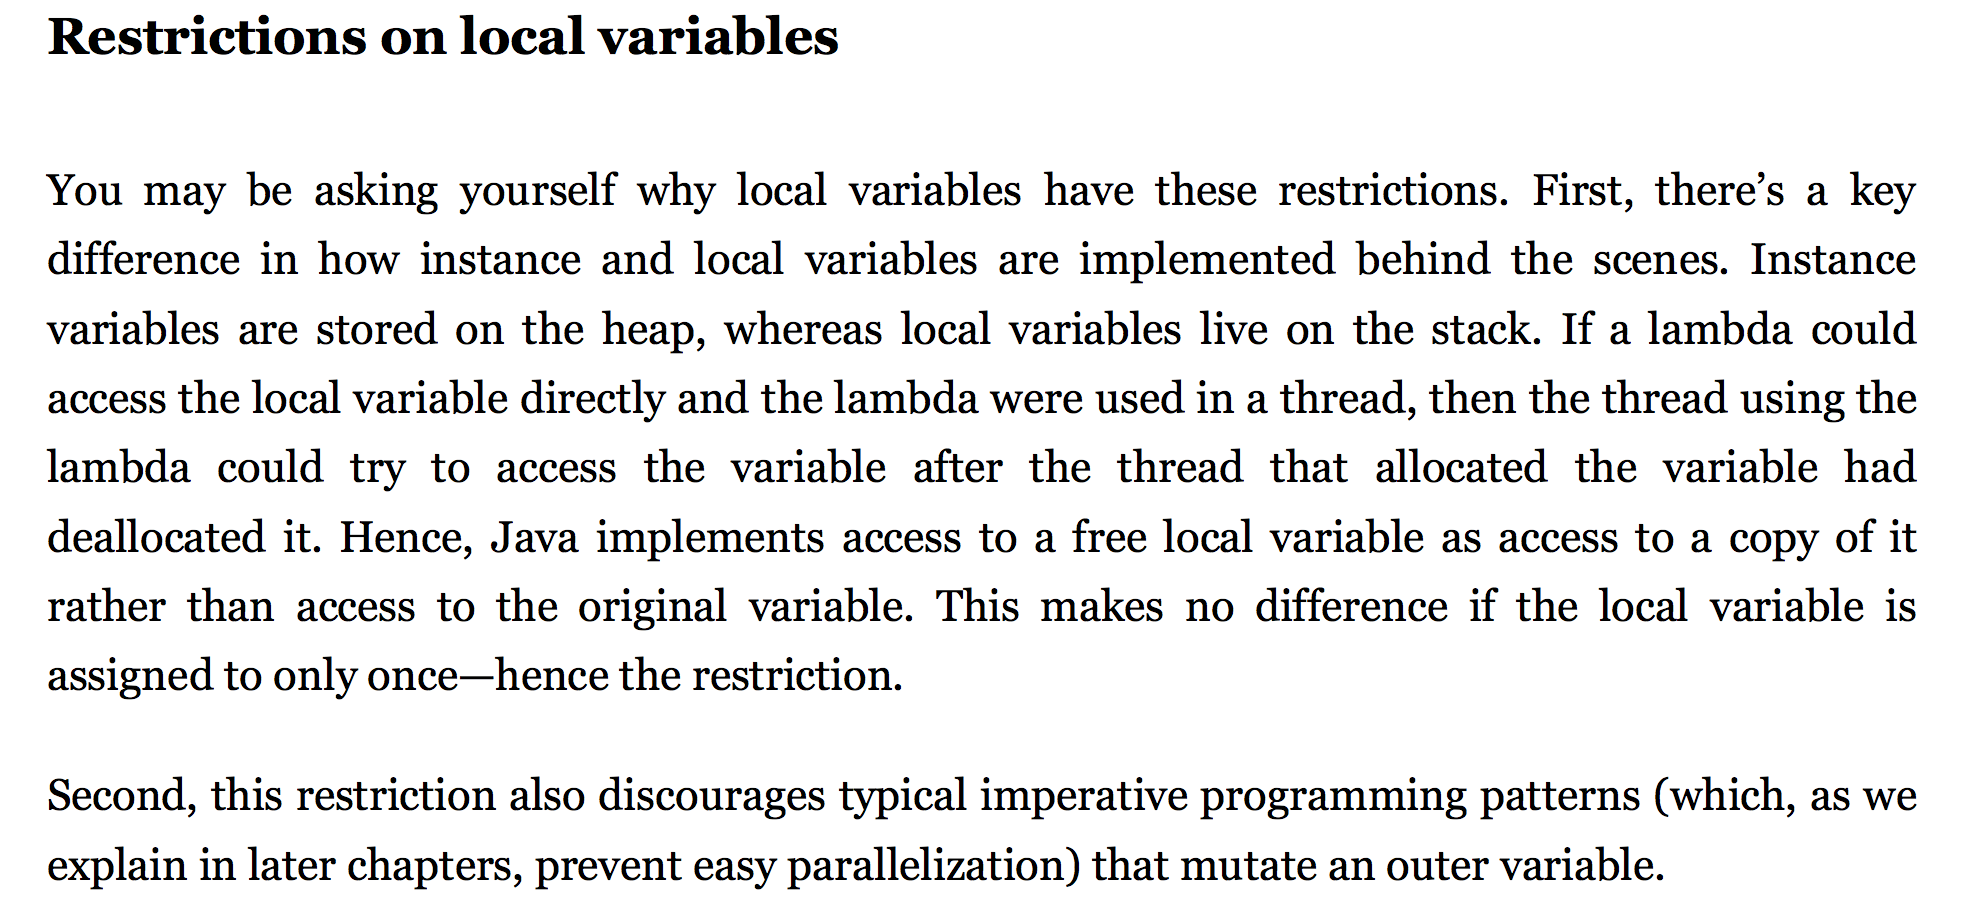 Restrictions on local variables
You may be asking yourself why local variables have these restrictions. First, there’s a key
difference in how instance and local variables are implemented behind the scenes. Instance
variables are stored on the heap, whereas local variables live on the stack. If a lambda could
access the local variable directly and the lambda were used in a thread, then the thread using the
lambda could try to access the variable after the thread that allocated the variable had
deallocated it. Hence, Java implements access to a free local variable as access to a copy of it
rather than access to the original variable. This makes no difference if the local variable is
assigned to only once—hence the restriction.
Second, this restriction also discourages typical imperative programming patterns (which, as we
explain in later chapters, prevent easy parallelization) that mutate an outer variable.